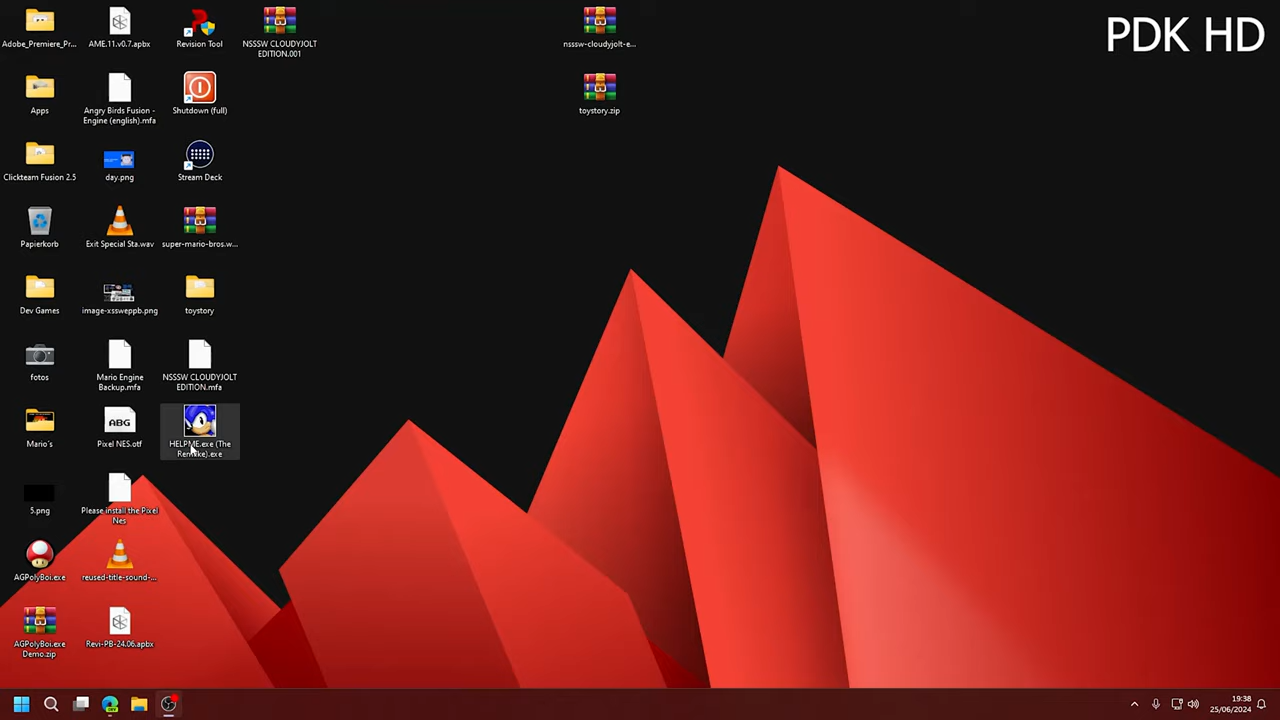 PDK HD
Adobe_Premiere_Pr...
AME.11.v0.7.apbx
Revision Tool
NSSSW CLOUDYJOLT
EDITION.001
nsssw-cloudyjolt-e...
Apps
Angry Birds Fusion -
Engine (english).mfa
Shutdown (full)
toystory.zip
Clickteam Fusion 2.5
day.png
Stream Deck
Papierkorb
Exit Special Sta.wav
super-mario-bros.w...
Dev Games
image-xssweppb.png
toystory
fotos
Mario Engine
Backup.mfa
NSSSW CLOUDYJOLT
EDITION.mfa
ABG
Mario´s
Pixel NES.otf
HELPME.exe (The
Remake).exe
5.png
Please install the Pixel
Nes
AGPolyBoi.exe
reused-title-sound-...
AGPolyBoi.exe
Demo.zip
Revi-PB-24.06.apbx
19:38
25/06/2024